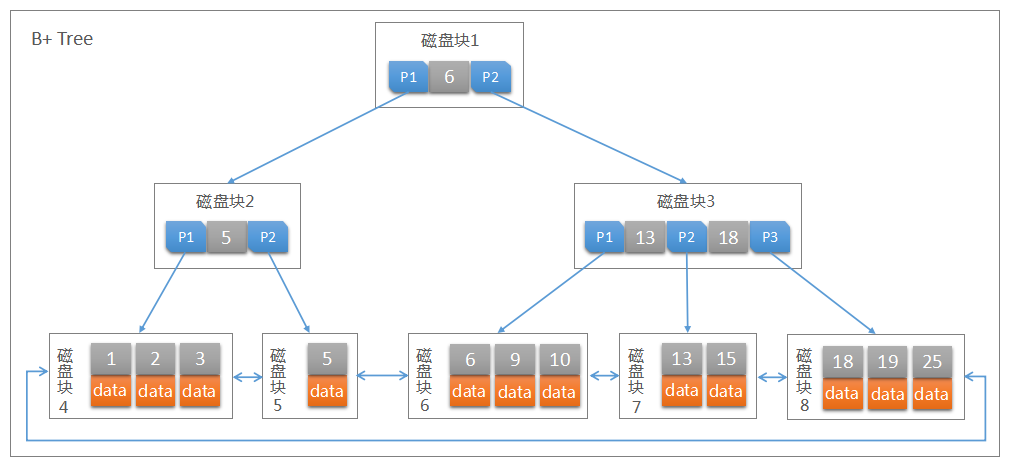 B+ Tree
磁盘块1
P1 6 P2
磁盘块2
P1 5 P2
磁盘块3
P1 13 P2 18 P3
磁盘块4
1 2 3
data data data
磁盘块5
5
data
磁盘块6
6 9 10
data data data
磁盘块7
13 15
data data
磁盘块8
18 19 25
data data data